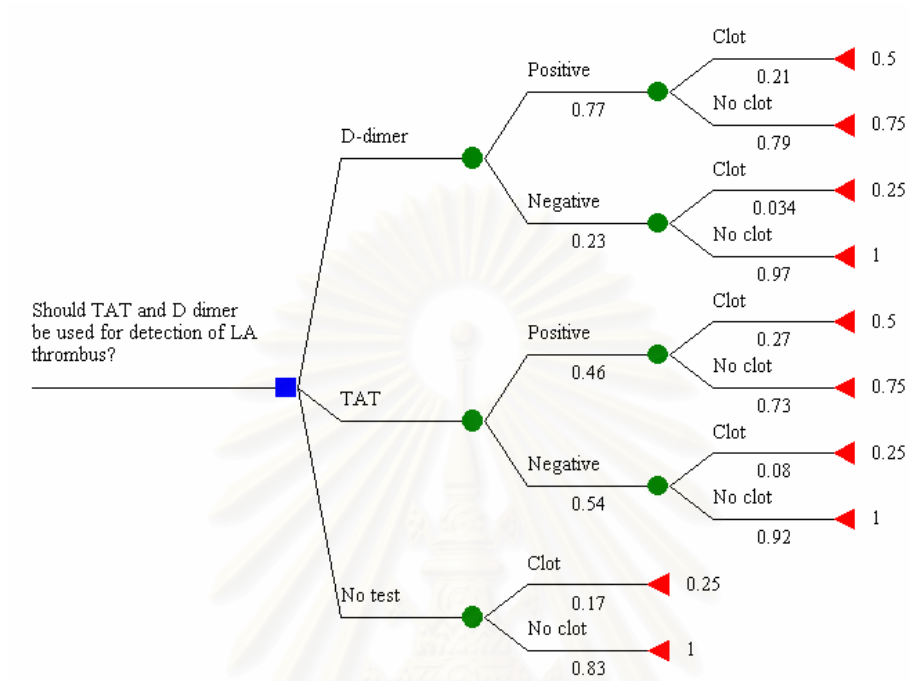 Clot
0.5
0.21
Positive
No clot
0.77
0.75
0.79
D-dimer
Clot
0.25
0.034
Negative
No clot
0.23
1
0.97
Should TAT and D dimer
be used for detection of LA
thrombus?
Clot
0.5
0.27
Positive
No clot
0.46
0.75
0.73
TAT
Clot
0.25
0.08
Negative
No clot
0.54
1
0.92
No test
Clot
0.25
0.17
No clot
1
0.83